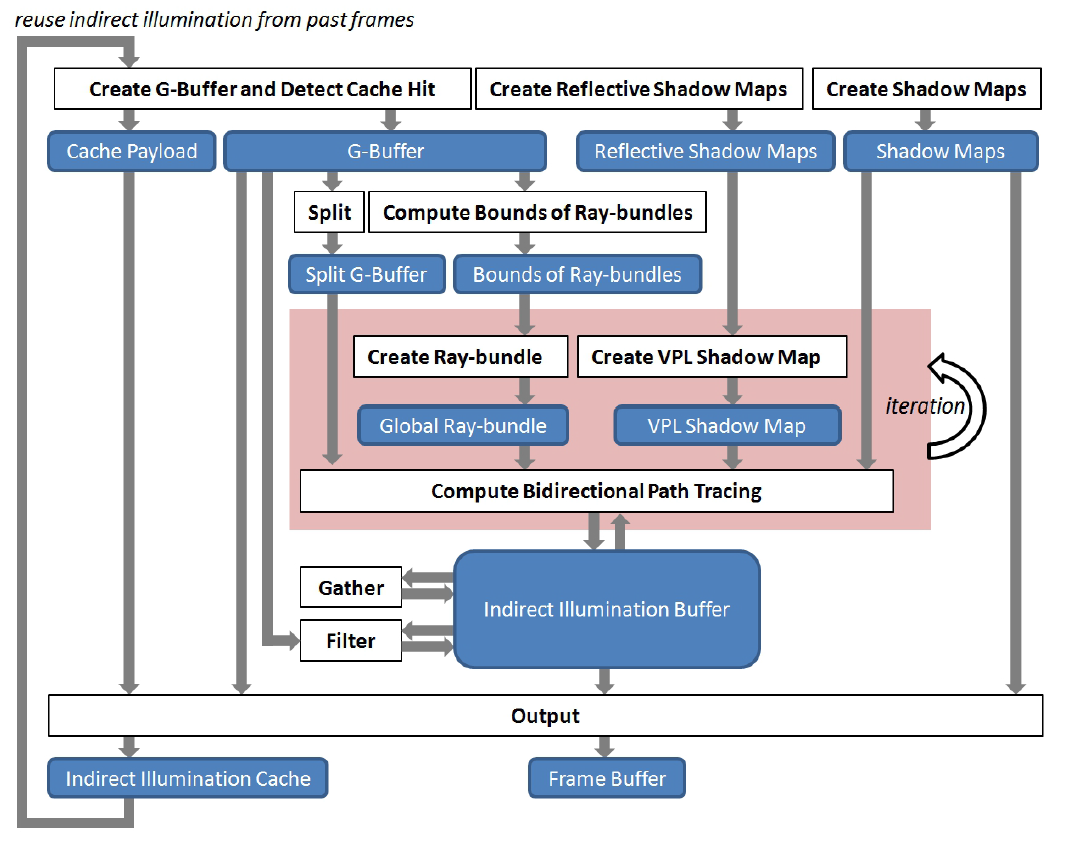 reuse indirect illumination from past frames
Create G-Buffer and Detect Cache Hit
Create Reflective Shadow Maps
Create Shadow Maps
Cache Payload
G-Buffer
Reflective Shadow Maps
Shadow Maps
Split
Compute Bounds of Ray-bundles
Split G-Buffer
Bounds of Ray-bundles
Create Ray-bundle
Create VPL Shadow Map
iteration
Global Ray-bundle
VPL Shadow Map
Compute Bidirectional Path Tracing
Gather
Indirect Illumination Buffer
Filter
Output
Indirect Illumination Cache
Frame Buffer